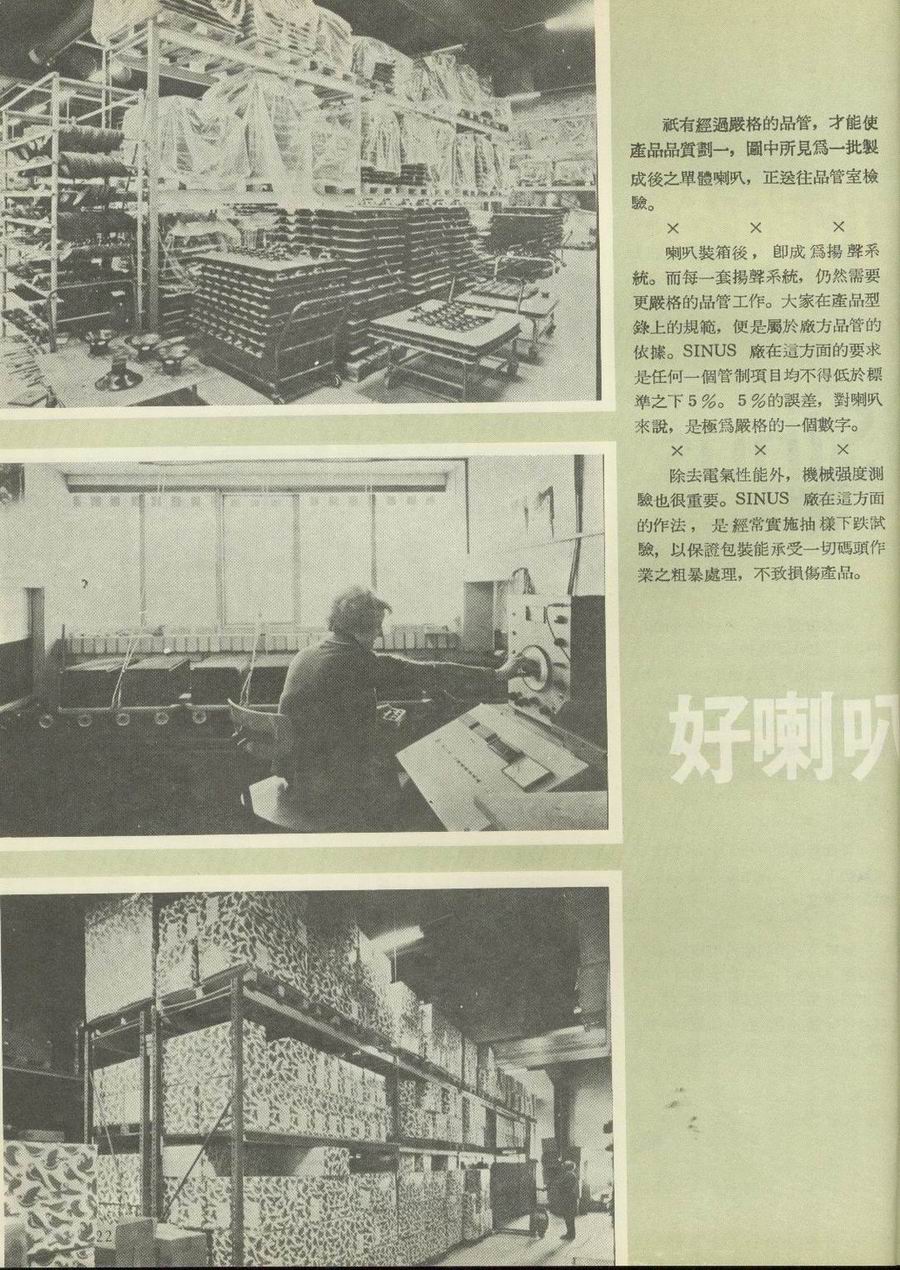 祇有經過嚴格的品管，才能使
產品品質劃一，圖中所見爲一批製
成後之單體喇叭，正送往品管室檢
驗。
× × ×
喇叭裝箱後，卽成爲揚聲系
統。而每一套揚聲系統，仍然需要
更嚴格的品管工作。大家在產品型
錄上的規範，便是屬於廠方品管的
依據。SINUS 廠在這方面的要求
是任何一個管制項目均不得低於標
準之下5％。5％的誤差，對喇叭
來說，是極爲嚴格的一個數字。
× × ×
除去電氣性能外，機械强度測
驗也很重要。SINUS 廠在這方面
的作法，是經常實施抽樣下跌試
驗，以保證包裝能承受一切碼頭作
業之粗暴處理，不致損傷產品。
好喇叭
22